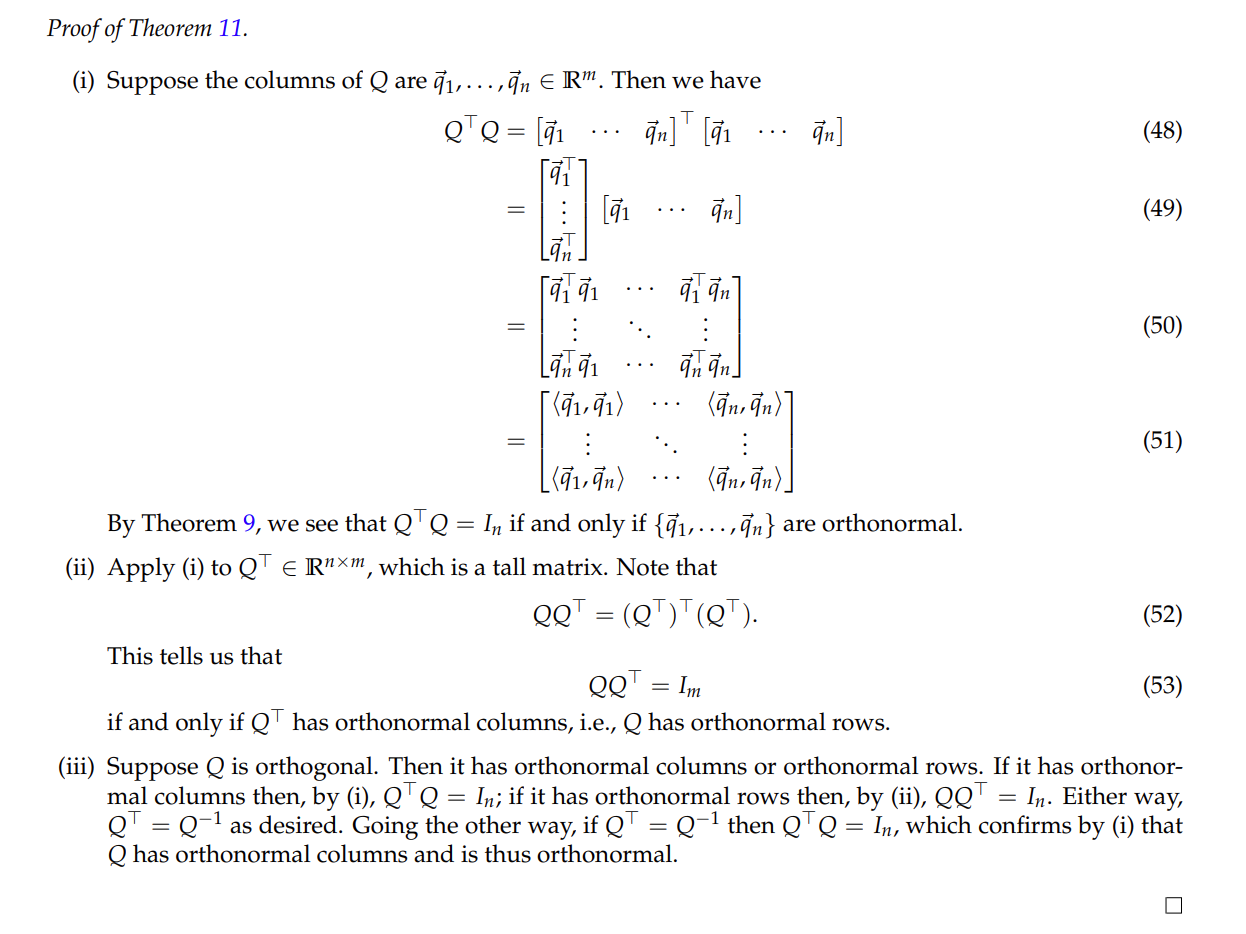 Proof of Theorem 11.
(i) Suppose the columns of $Q$ are $\vec{q}_1, \ldots, \vec{q}_n \in \mathbb{R}^m$. Then we have
$Q^\top Q = \begin{bmatrix} \vec{q}_1 & \cdots & \vec{q}_n \end{bmatrix}^\top \begin{bmatrix} \vec{q}_1 & \cdots & \vec{q}_n \end{bmatrix}$ (48)
$= \begin{bmatrix} \vec{q}_1^\top \\ \vdots \\ \vec{q}_n^\top \end{bmatrix} \begin{bmatrix} \vec{q}_1 & \cdots & \vec{q}_n \end{bmatrix}$ (49)
$= \begin{bmatrix} \vec{q}_1^\top \vec{q}_1 & \cdots & \vec{q}_1^\top \vec{q}_n \\ \vdots & \ddots & \vdots \\ \vec{q}_n^\top \vec{q}_1 & \cdots & \vec{q}_n^\top \vec{q}_n \end{bmatrix}$ (50)
$= \begin{bmatrix} \langle \vec{q}_1, \vec{q}_1 \rangle & \cdots & \langle \vec{q}_n, \vec{q}_n \rangle \\ \vdots & \ddots & \vdots \\ \langle \vec{q}_1, \vec{q}_n \rangle & \cdots & \langle \vec{q}_n, \vec{q}_n \rangle \end{bmatrix}$ (51)
By Theorem 9, we see that $Q^\top Q = I_n$ if and only if $\{\vec{q}_1, \ldots, \vec{q}_n\}$ are orthonormal.
(ii) Apply (i) to $Q^\top \in \mathbb{R}^{n \times m}$, which is a tall matrix. Note that
$QQ^\top = (Q^\top)^\top (Q^\top).$ (52)
This tells us that
$QQ^\top = I_m$ (53)
if and only if $Q^\top$ has orthonormal columns, i.e., $Q$ has orthonormal rows.
(iii) Suppose $Q$ is orthogonal. Then it has orthonormal columns or orthonormal rows. If it has orthonor-
mal columns then, by (i), $Q^\top Q = I_n$; if it has orthonormal rows then, by (ii), $QQ^\top = I_n$. Either way,
$Q^\top = Q^{-1}$ as desired. Going the other way, if $Q^\top = Q^{-1}$ then $Q^\top Q = I_n$, which confirms by (i) that
$Q$ has orthonormal columns and is thus orthonormal.
□